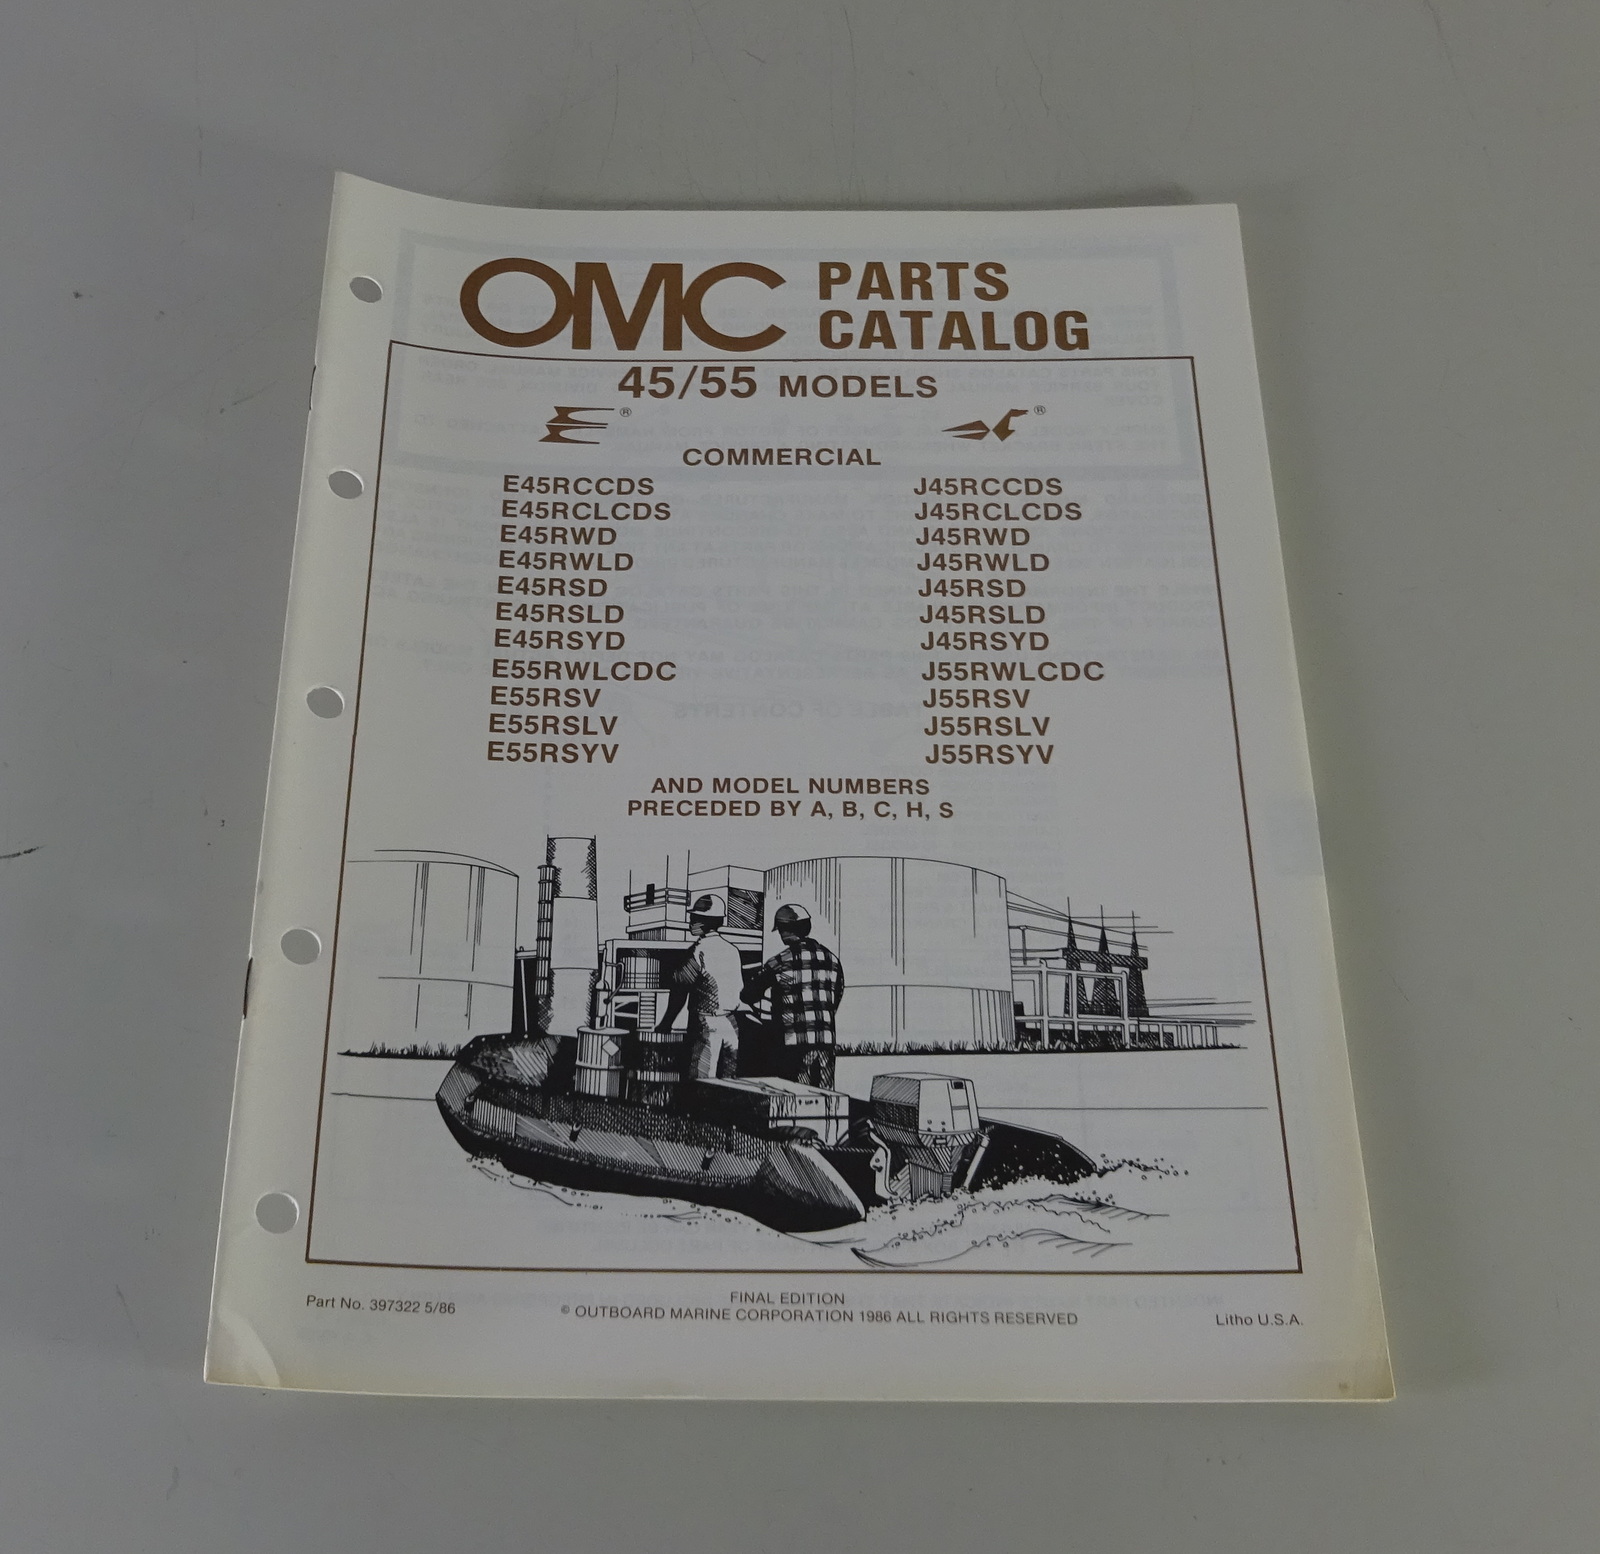 OMC PARTS CATALOG
45/55 MODELS
® ®
COMMERCIAL
E45RCCDS J45RCCDS
E45RCLCDS J45RCLCDS
E45RWD J45RWD
E45RWLD J45RWLD
E45RSD J45RSD
E45RSLD J45RSLD
E45RSYD J45RSYD
E55RWLCDC J55RWLCDC
E55RSV J55RSV
E55RSLV J55RSLV
E55RSYV J55RSYV
AND MODEL NUMBERS
PRECEDED BY A, B, C, H, S
FINAL EDITION
Part No. 397322 5/86 © OUTBOARD MARINE CORPORATION 1986 ALL RIGHTS RESERVED Litho U.S.A.